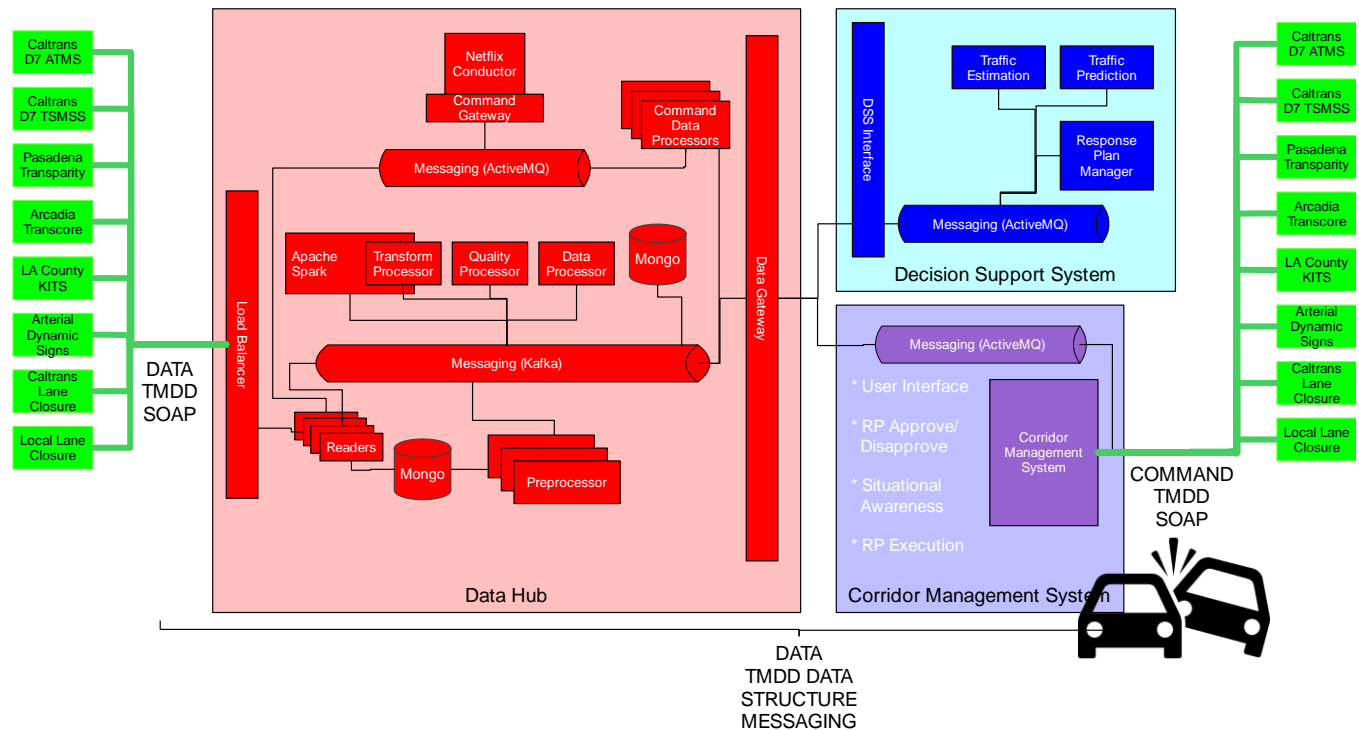 Caltrans
D7 ATMS
Caltrans
D7 TSMSS
Pasadena
Transparity
Arcadia
Transcore
LA County
KITS
Arterial
Dynamic
Signs
Caltrans
Lane
Closure
Local Lane
Closure
DATA
TMDD
SOAP
Load Balancer
Netflix
Conductor
Command
Gateway
Command
Data
Processors
Messaging (ActiveMQ)
Apache
Spark
Transform
Processor
Quality
Processor
Data
Processor
Mongo
Messaging (Kafka)
Readers
Mongo
Preprocessor
Data Gateway
Data Hub
DSS Interface
Traffic
Estimation
Traffic
Prediction
Response
Plan
Manager
Messaging (ActiveMQ)
Decision Support System
Messaging (ActiveMQ)
* User Interface
* RP Approve/
Disapprove
* Situational
Awareness
* RP Execution
Corridor
Management
System
Corridor Management System
COMMAND
TMDD
SOAP
Caltrans
D7 ATMS
Caltrans
D7 TSMSS
Pasadena
Transparity
Arcadia
Transcore
LA County
KITS
Arterial
Dynamic
Signs
Caltrans
Lane
Closure
Local Lane
Closure
DATA
TMDD DATA
STRUCTURE
MESSAGING